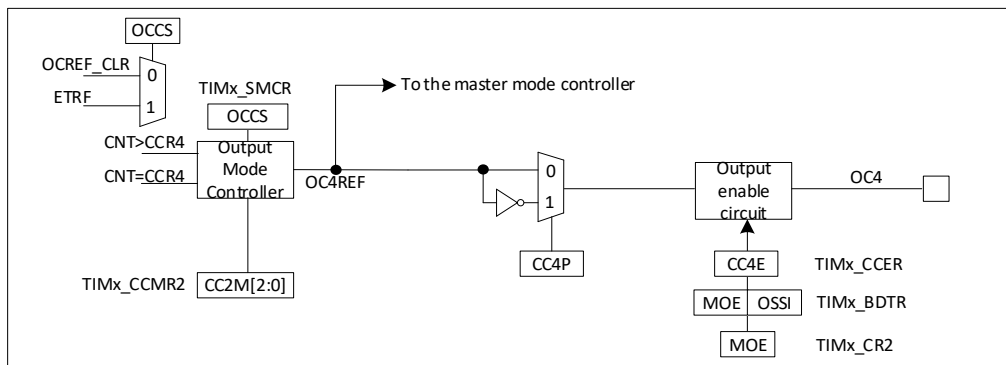 OCCS
OCREF_CLR
0
ETRF
1
TIMx_SMCR
OCCS
To the master mode controller
CNT>CCR4
CNT=CCR4
Output
Mode
Controller
OC4REF
0
1
CC4P
Output
enable
circuit
OC4
TIMx_CCMR2
CC2M[2:0]
CC4E
TIMx_CCER
MOE OSSI
TIMx_BDTR
MOE
TIMx_CR2